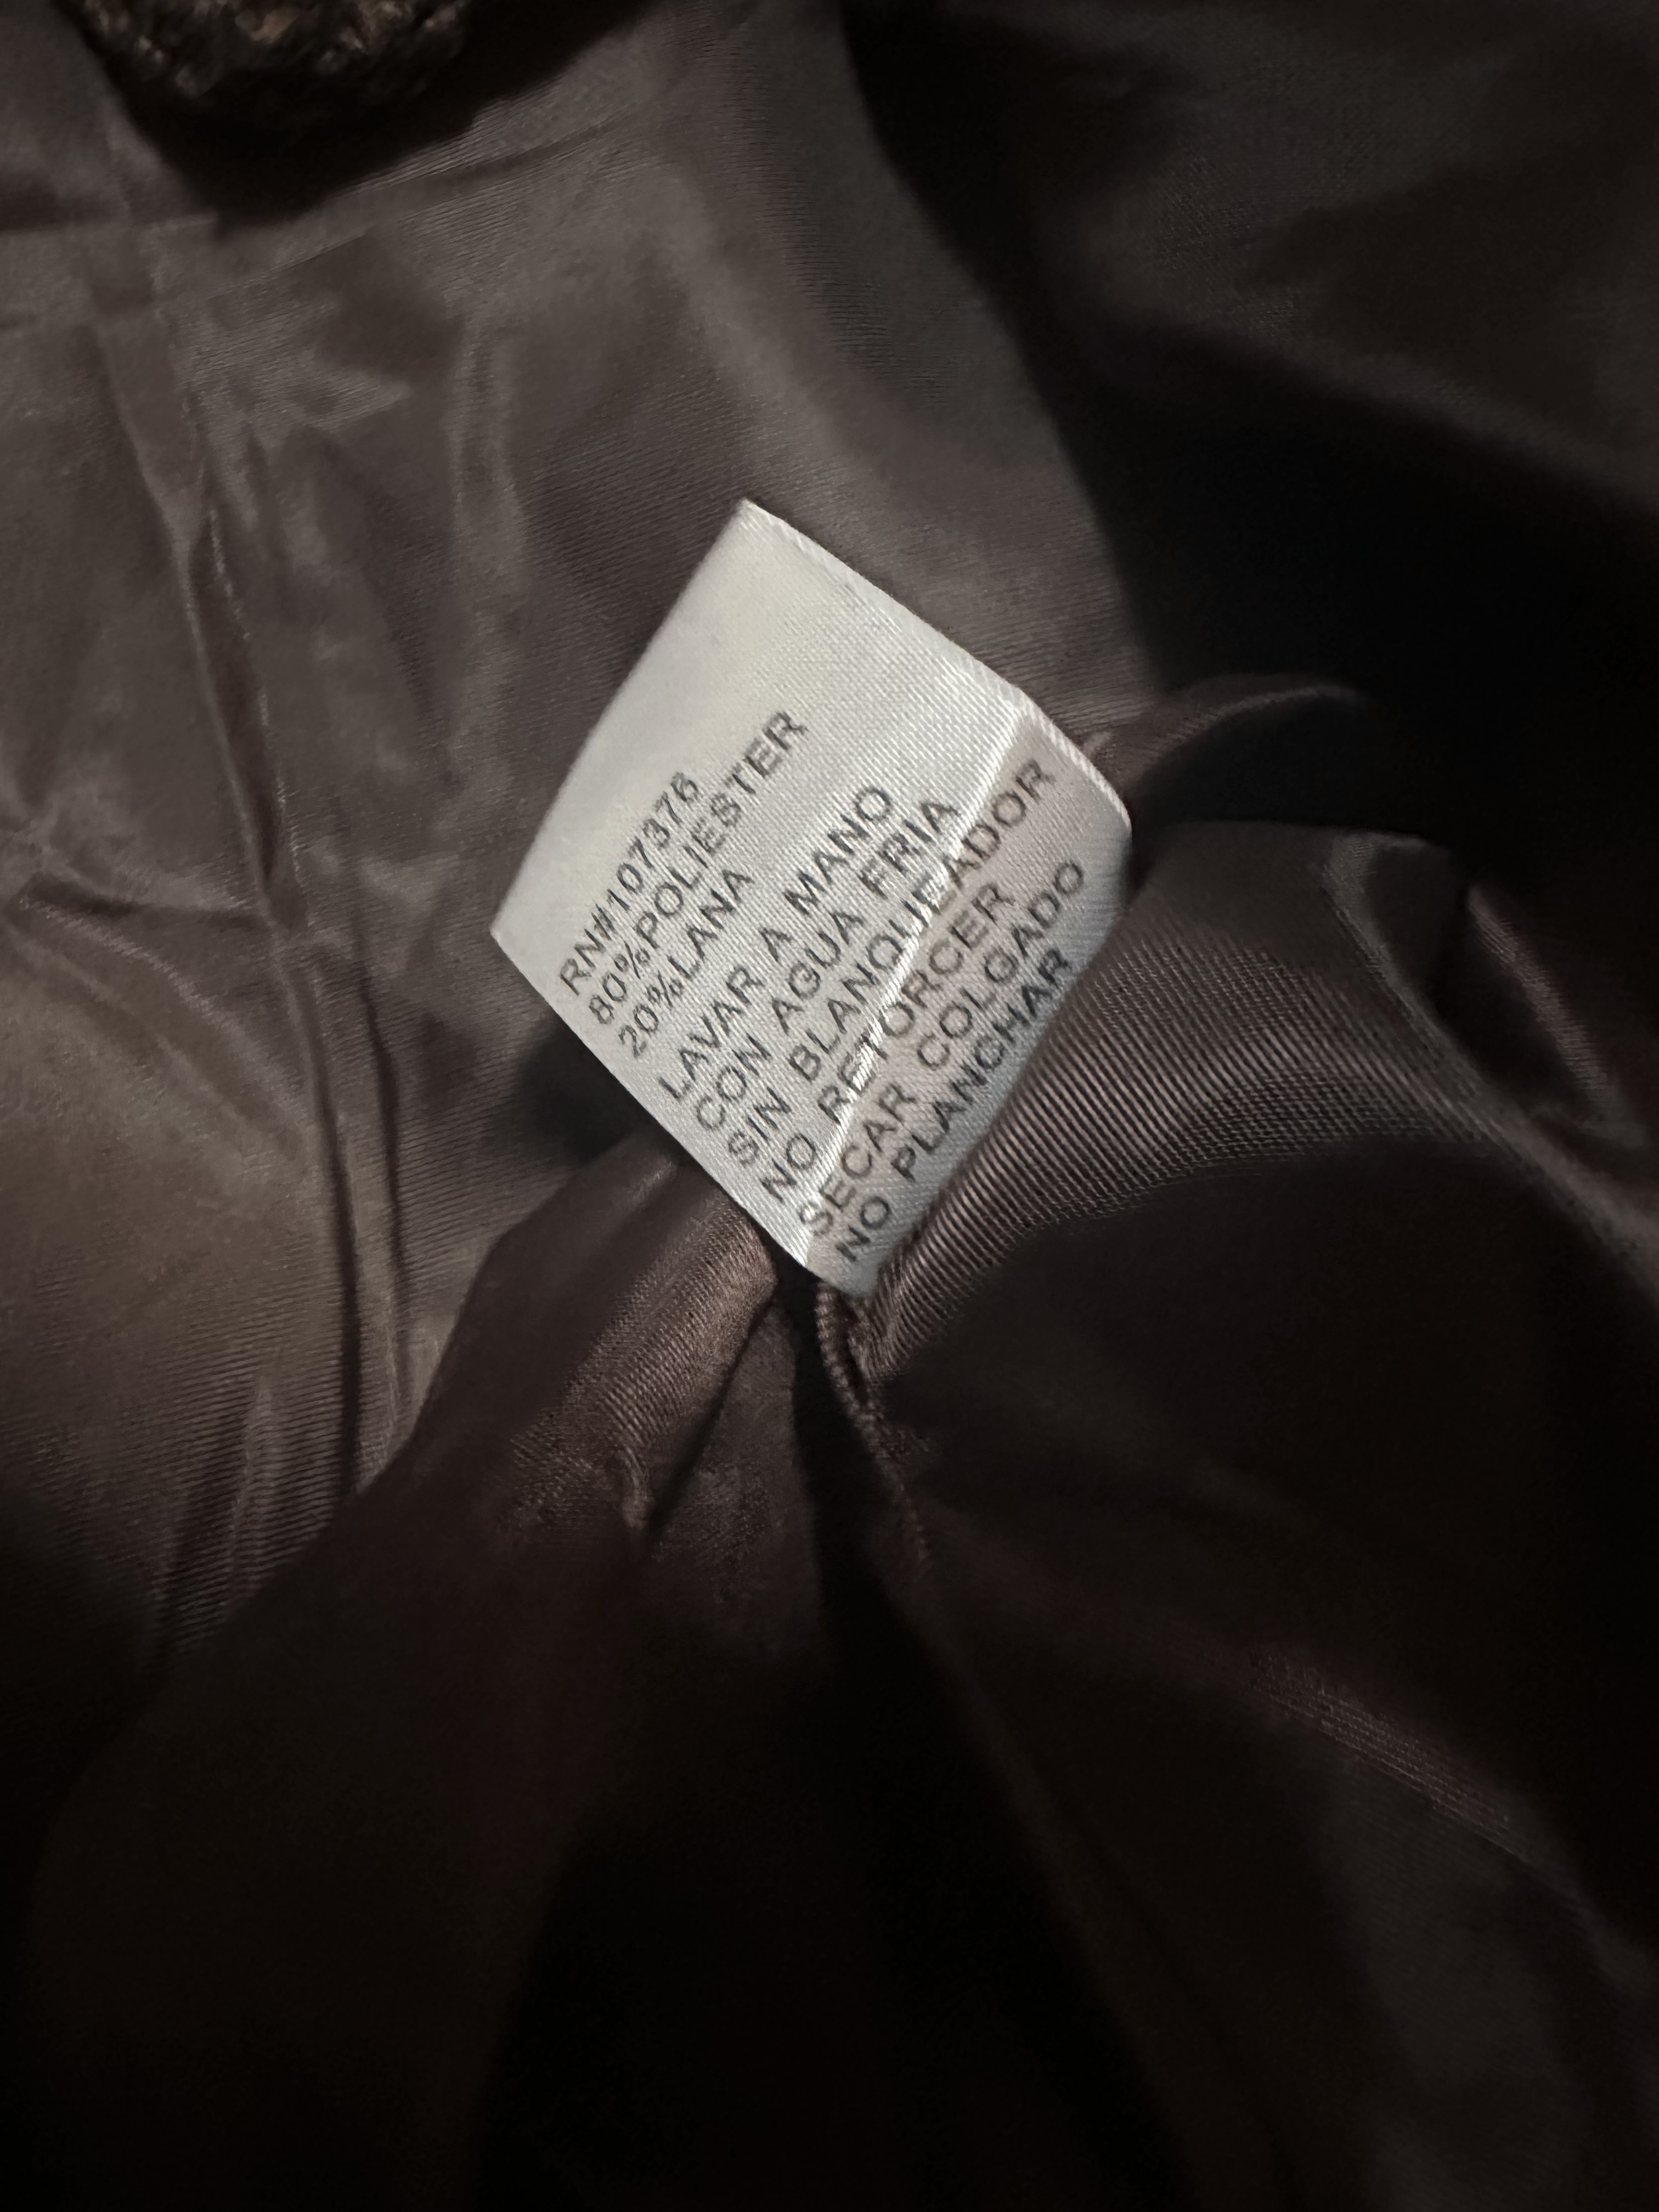 RN#107376
80%POLIESTER
20%LANA
LAVAR A MANO
CON AGUA FRIA
SIN BLANQUEADOR
NO RETORCER
SECAR COLGADO
NO PLANCHAR